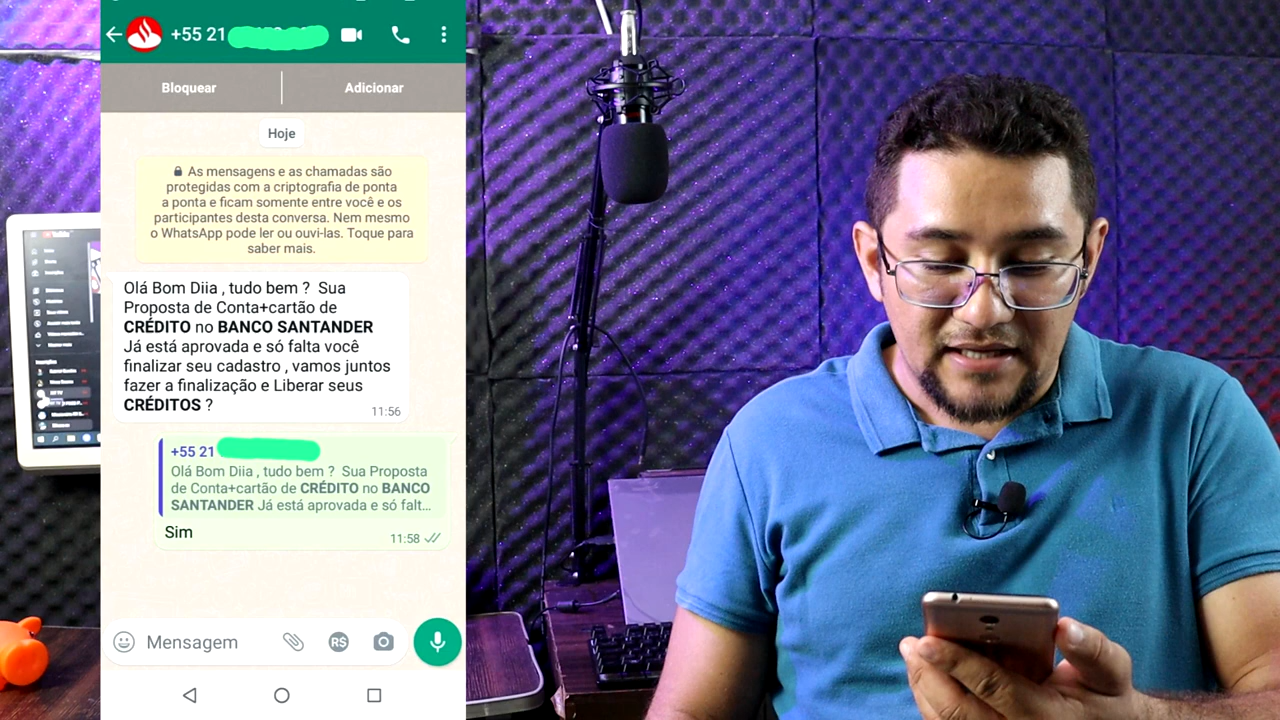 +55 21
Bloquear
Adicionar
Hoje
As mensagens e as chamadas são
protegidas com a criptografia de ponta
a ponta e ficam somente entre você e os
participantes desta conversa. Nem mesmo
o WhatsApp pode ler ou ouvi-las. Toque para
saber mais.
Olá Bom Diia , tudo bem ? Sua
Proposta de Conta+cartão de
CRÉDITO no BANCO SANTANDER
Já está aprovada e só falta você
finalizar seu cadastro , vamos juntos
fazer a finalização e Liberar seus
CRÉDITOS ?
11:56
+55 21
Olá Bom Diia , tudo bem ? Sua Proposta
de Conta+cartão de CRÉDITO no BANCO
SANTANDER Já está aprovada e só falt...
Sim
11:58
Mensagem
R$